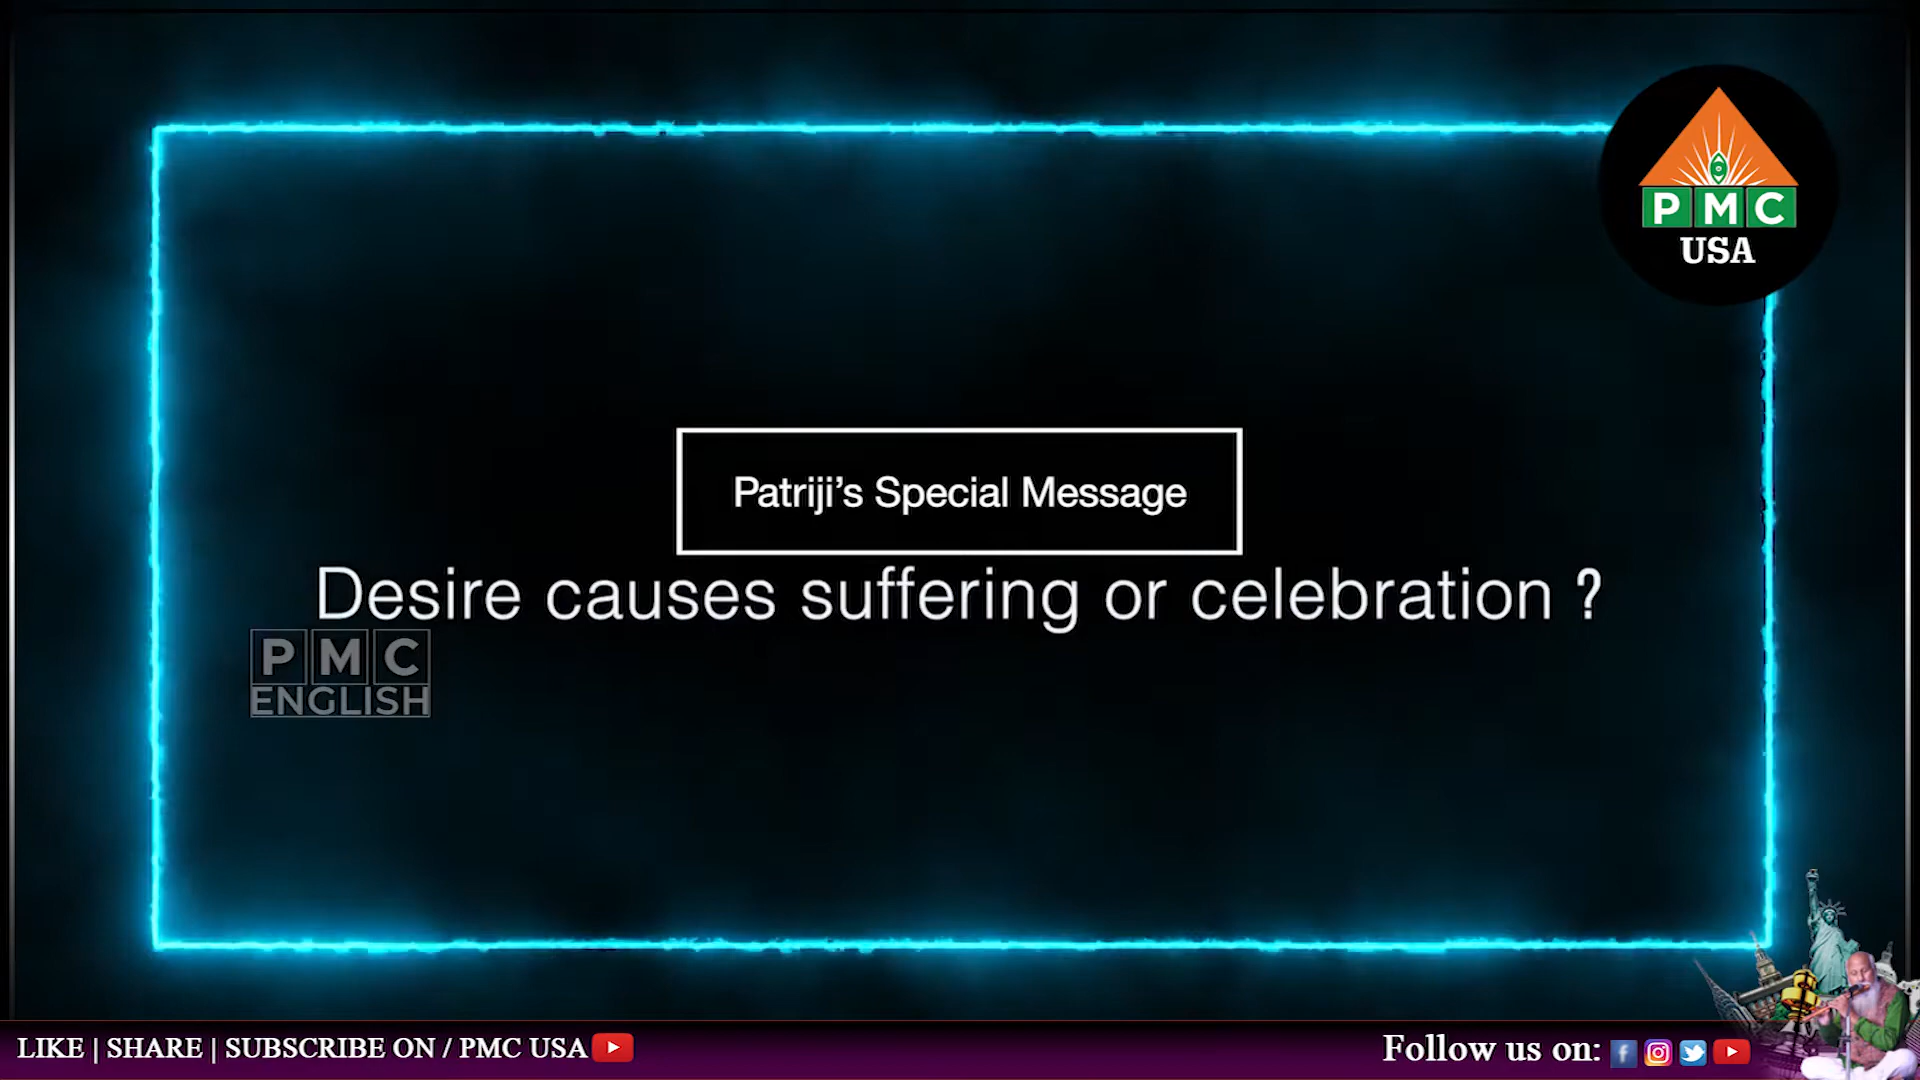 PMC
USA
Patriji's Special Message
Desire causes suffering or celebration ?
PMC
ENGLISH
LIKE | SHARE | SUBSCRIBE ON / PMC USA
Follow us on: